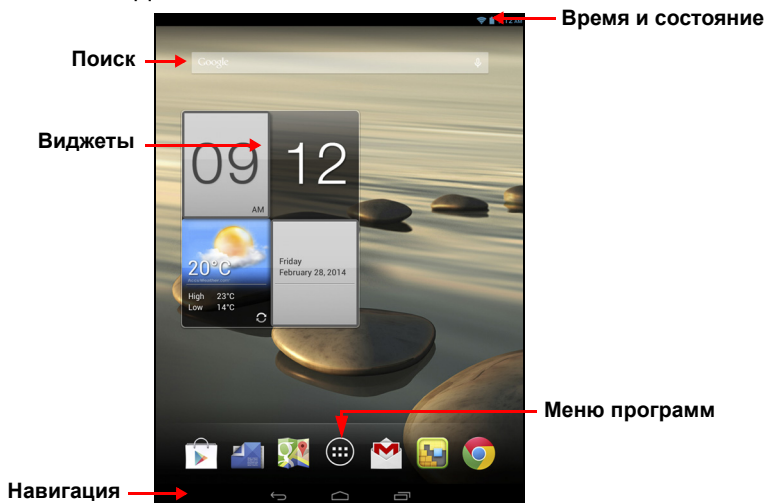 Время и состояние
Поиск
Google
Виджеты
09 12
AM
20°C
Friday
February 28, 2014
High 23°C
Low 14°C
Меню программ
Навигация